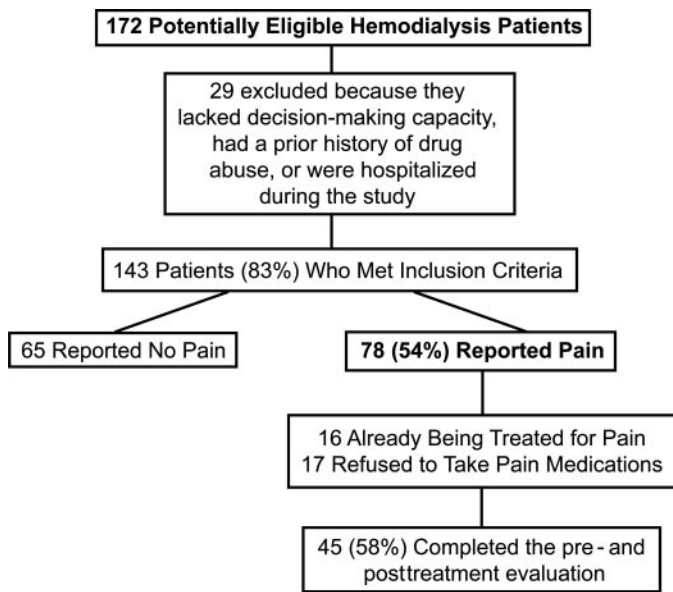 172 Potentially Eligible Hemodialysis Patients
29 excluded because they
lacked decision-making capacity,
had a prior history of drug
abuse, or were hospitalized
during the study
143 Patients (83%) Who Met Inclusion Criteria
65 Reported No Pain
78 (54%) Reported Pain
16 Already Being Treated for Pain
17 Refused to Take Pain Medications
45 (58%) Completed the pre- and
posttreatment evaluation